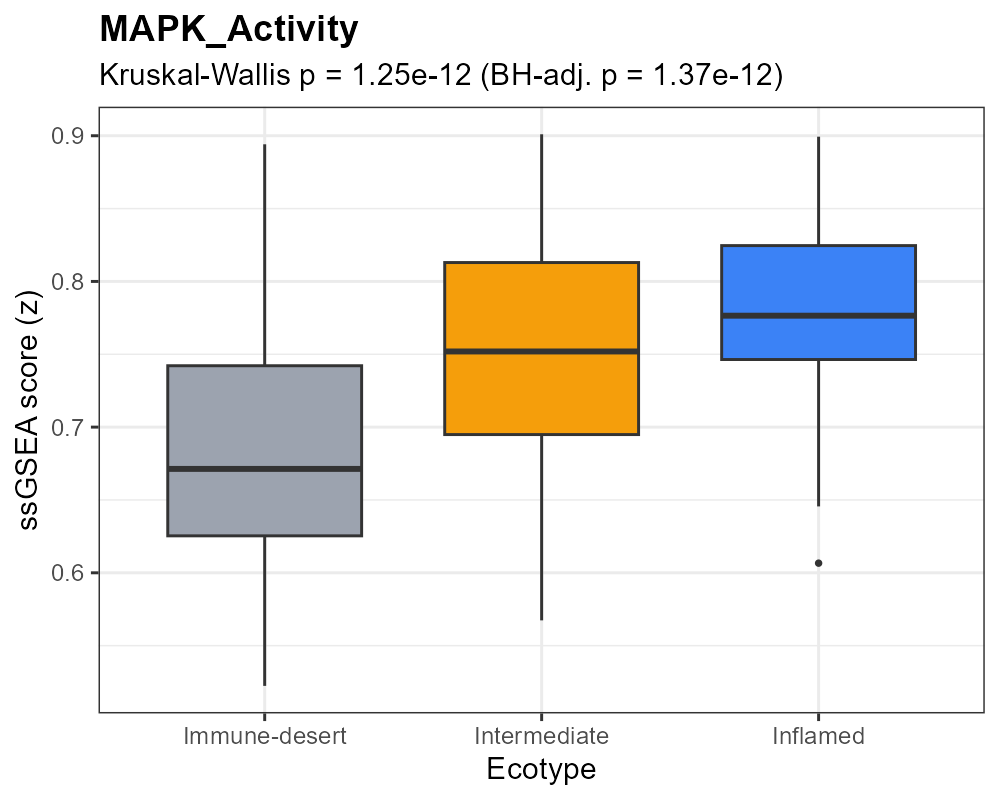 MAPK_Activity
Kruskal-Wallis p = 1.25e-12 (BH-adj. p = 1.37e-12)
ssGSEA score (z)
0.9
0.8
0.7
0.6
Immune-desert Intermediate Inflamed
Ecotype